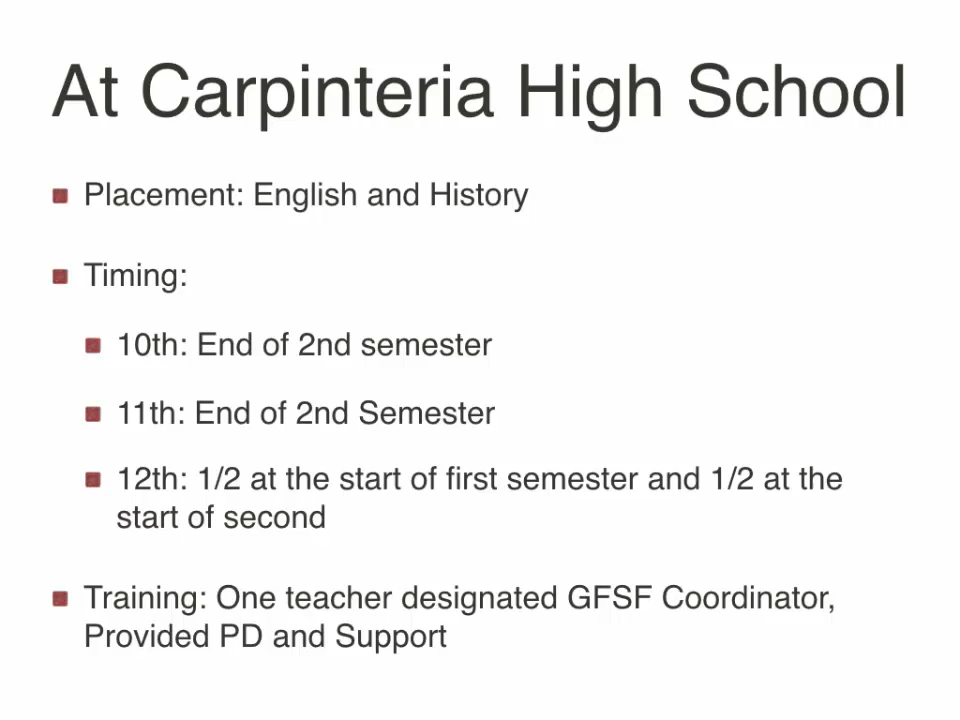 At Carpinteria High School
Placement: English and History
Timing:
10th: End of 2nd semester
11th: End of 2nd Semester
12th: 1/2 at the start of first semester and 1/2 at the
start of second
Training: One teacher designated GFSF Coordinator,
Provided PD and Support